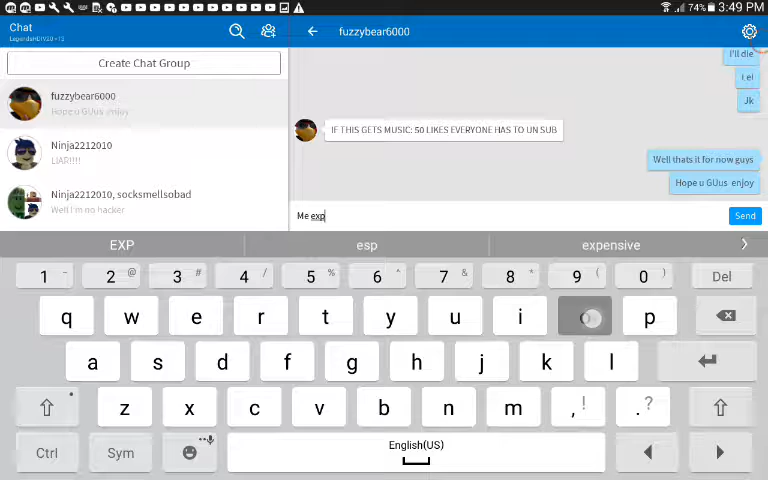 74% 3:49 PM
Chat
fuzzybear6000
Create Chat Group
fuzzybear6000
Hope u GUus enjoy
Ninja2212010
LIAR!!!!
Ninja2212010, socksmellsobad
Well I'm no hacker
I'll die
Lel
Jk
IF THIS GETS MUSIC: 50 LIKES EVERYONE HAS TO UN SUB
Well thats it for now guys
Hope u GUus enjoy
Me exp
Send
EXP esp expensive
1 - 2 @ 3 # 4 / 5 % 6 ^ 7 & 8 * 9 ( 0 ) Del
q w e r t y u i o p
a s d f g h j k l
z x c v b n m , ! . ?
Ctrl Sym English(US)